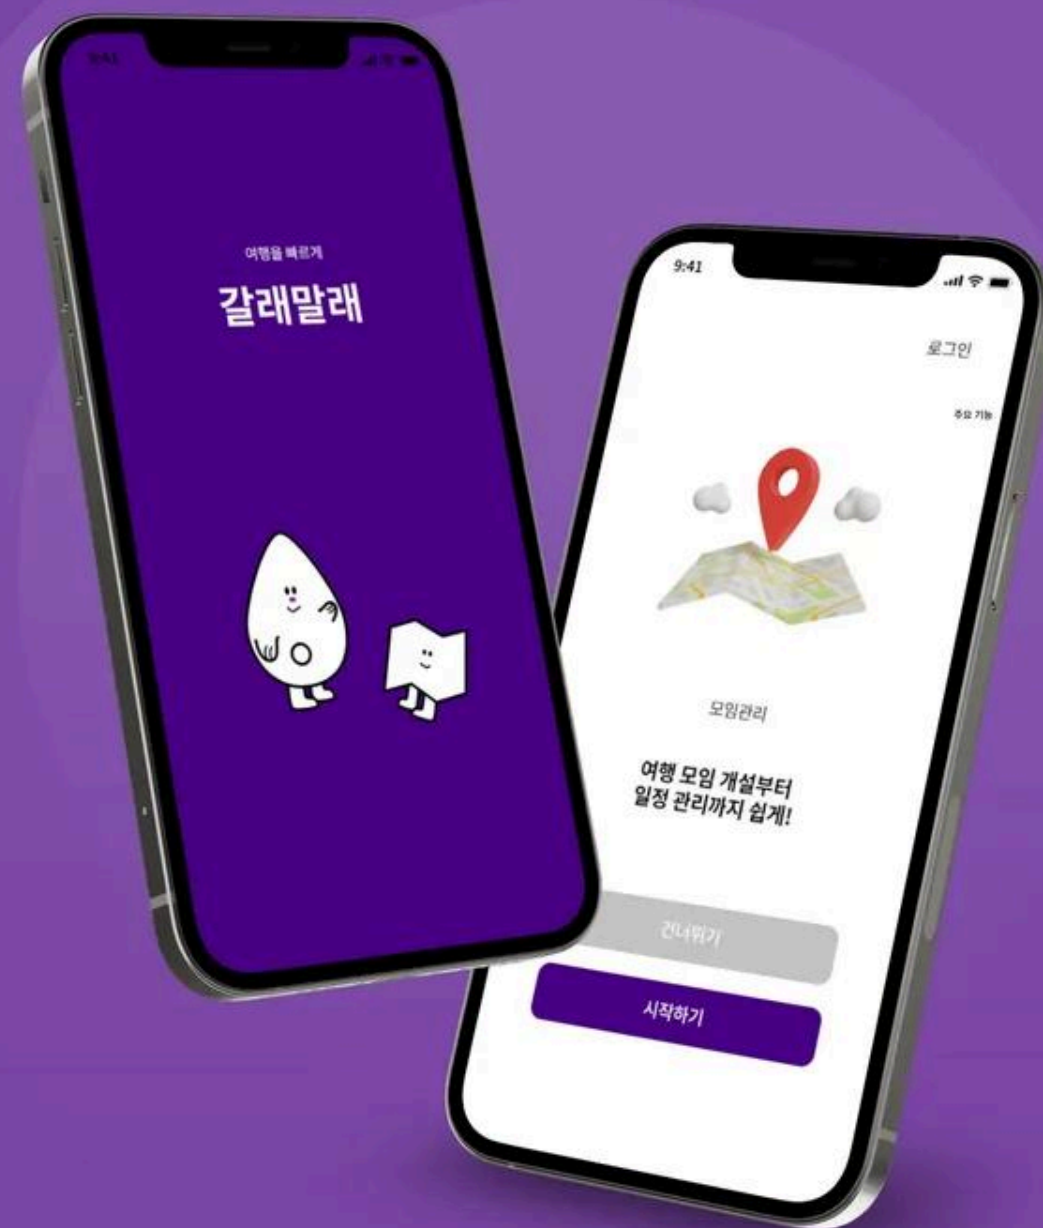 9:41
여행을 빠르게
갈래말래
9:41
로그인
주요 기능
모임관리
여행 모임 개설부터
일정 관리까지 쉽게!
건너뛰기
시작하기